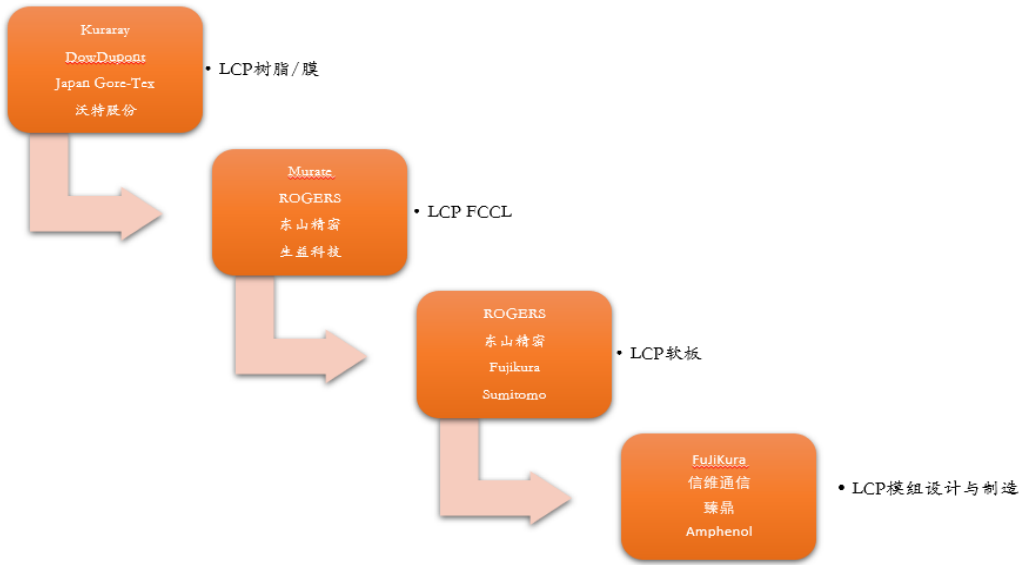 Kuraray
DowDuponts
Japan Gore-Tex
沃特股份
• LCP树脂/膜
Murate
ROGERS
东山精密
生益科技
• LCP FCCL
ROGERS
东山精密
Fujikura
Sumitomo
• LCP软板
FuJiKura
信维通信
臻鼎
Amphenol
• LCP模组设计与制造